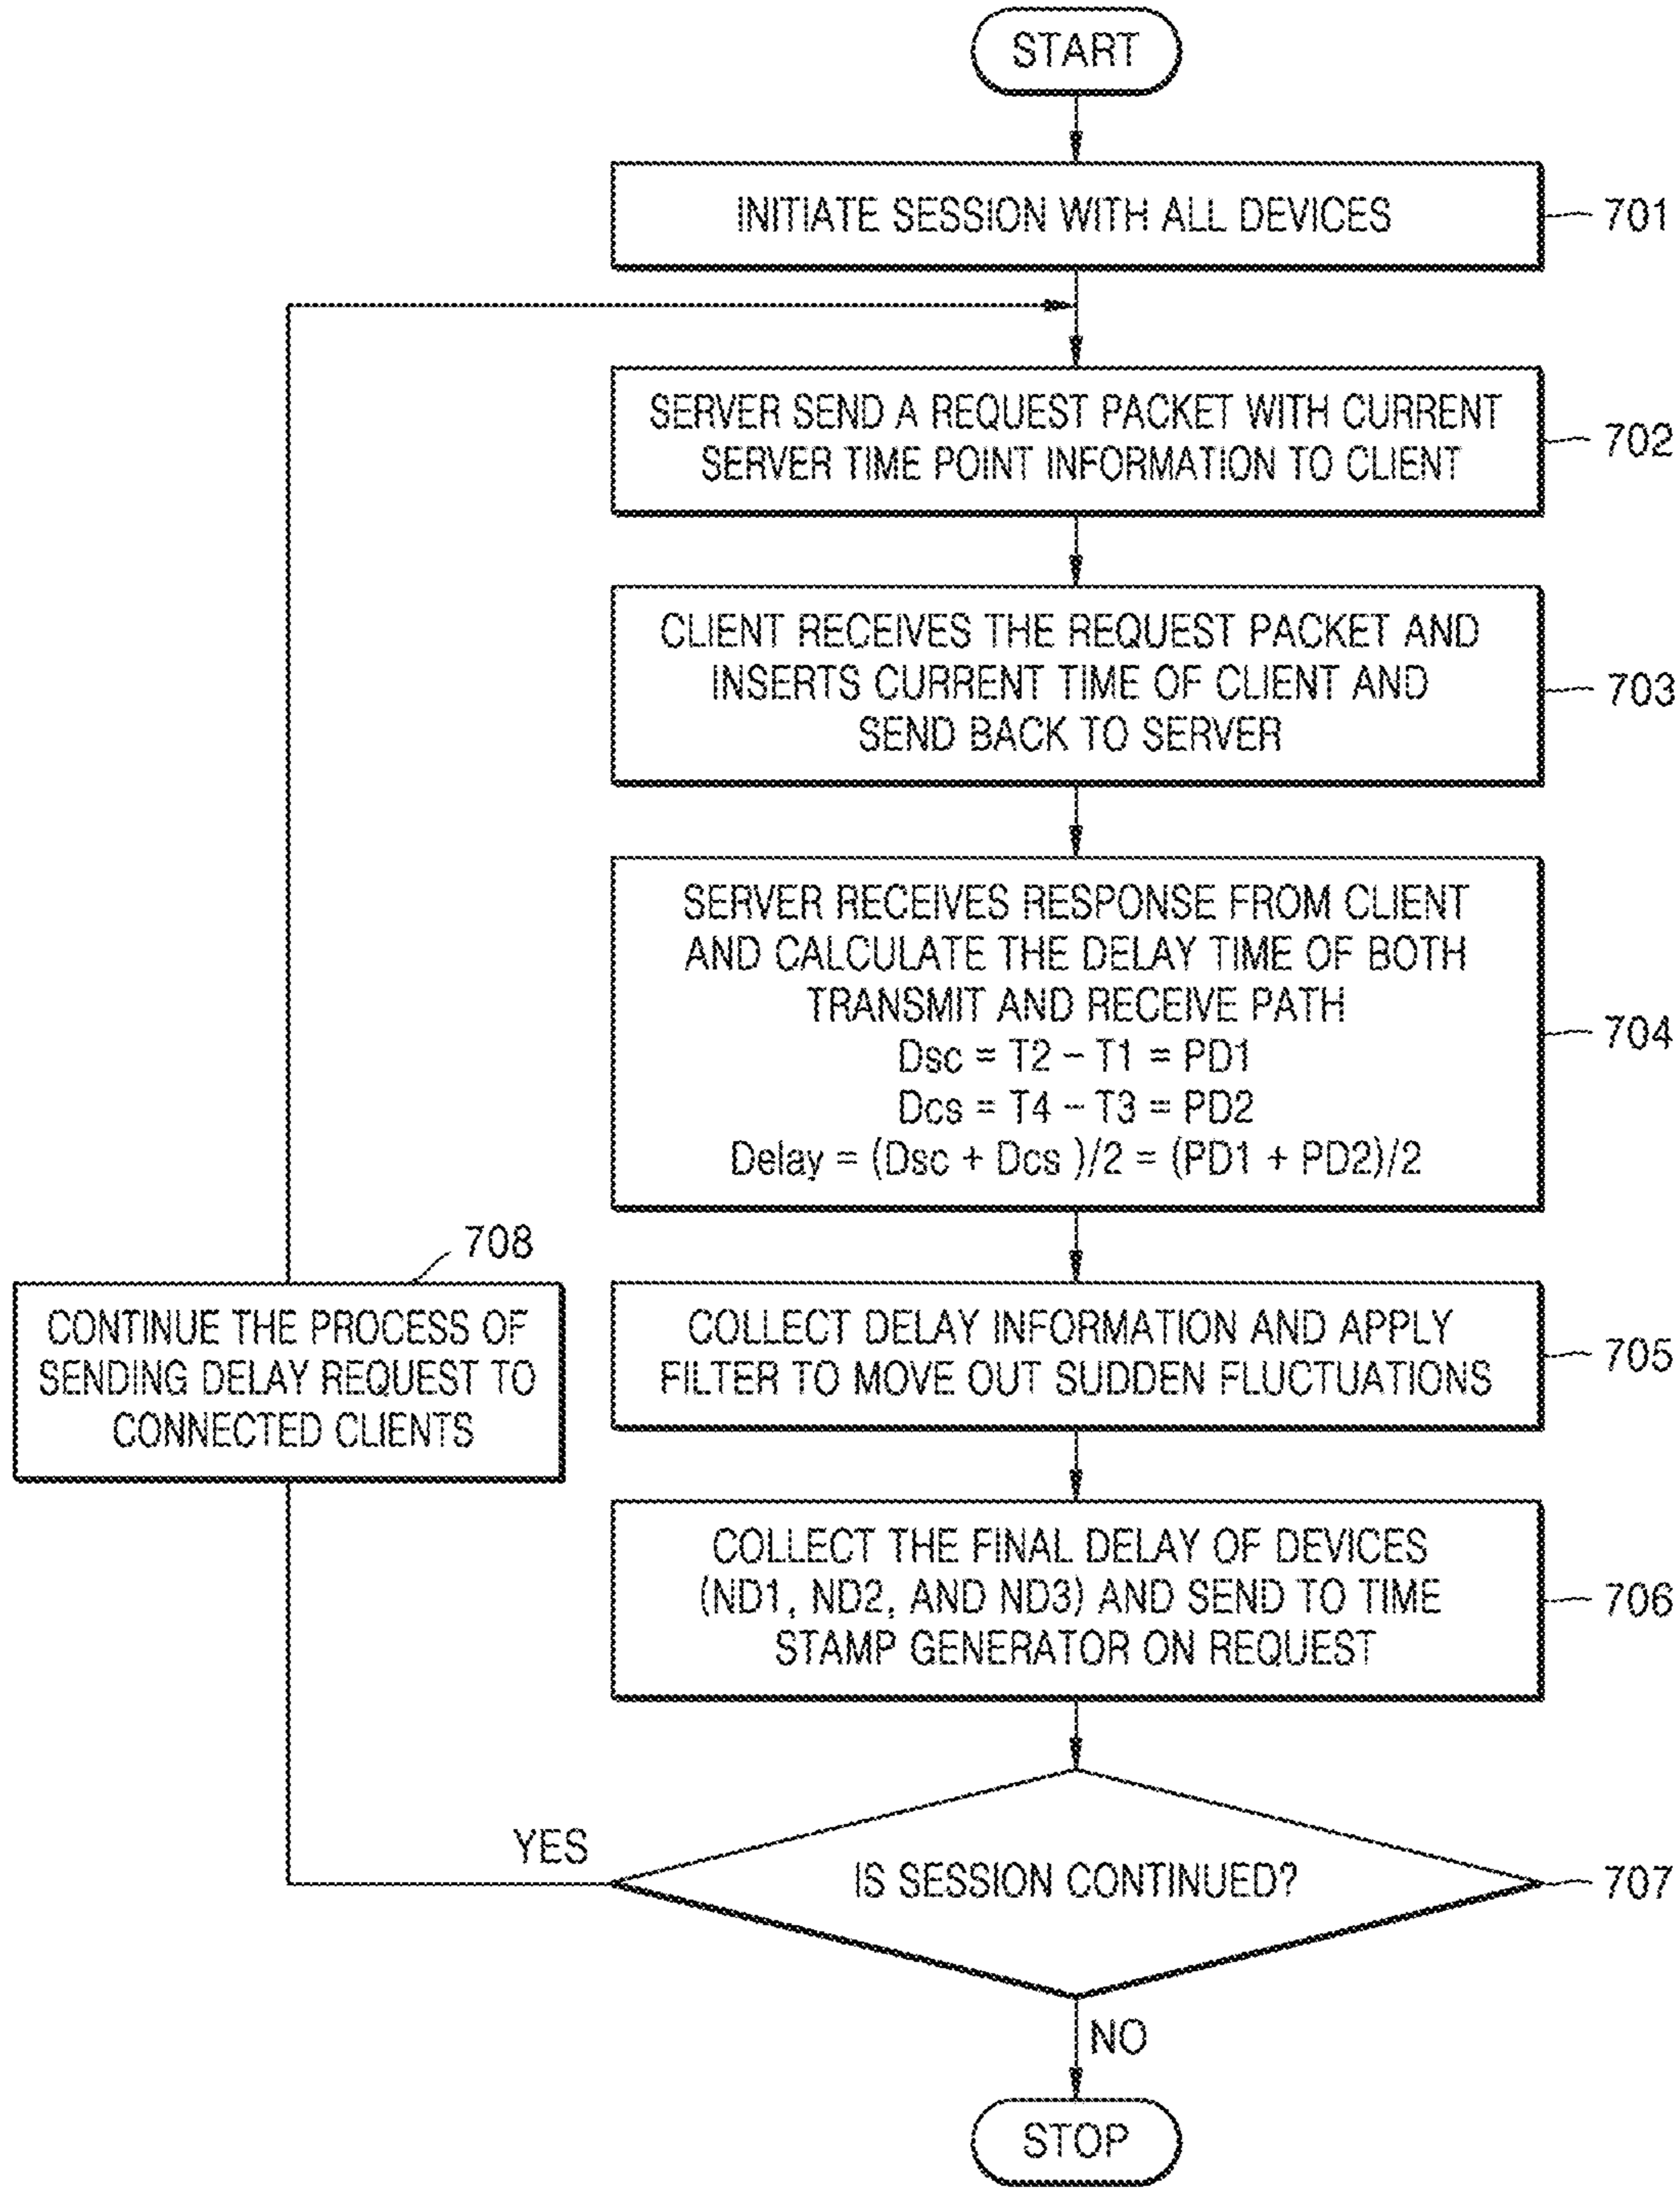 START
INITIATE SESSION WITH ALL DEVICES
701
SERVER SEND A REQUEST PACKET WITH CURRENT
SERVER TIME POINT INFORMATION TO CLIENT
702
CLIENT RECEIVES THE REQUEST PACKET AND
INSERTS CURRENT TIME OF CLIENT AND
SEND BACK TO SERVER
703
SERVER RECEIVES RESPONSE FROM CLIENT
AND CALCULATE THE DELAY TIME OF BOTH
TRANSMIT AND RECEIVE PATH
Dsc = T2 – T1 = PD1
Dcs = T4 – T3 = PD2
Delay = (Dsc + Dcs )/2 = (PD1 + PD2)/2
704
708
CONTINUE THE PROCESS OF
SENDING DELAY REQUEST TO
CONNECTED CLIENTS
COLLECT DELAY INFORMATION AND APPLY
FILTER TO MOVE OUT SUDDEN FLUCTUATIONS
705
COLLECT THE FINAL DELAY OF DEVICES
(ND1, ND2, AND ND3) AND SEND TO TIME
STAMP GENERATOR ON REQUEST
706
YES
IS SESSION CONTINUED?
707
NO
STOP